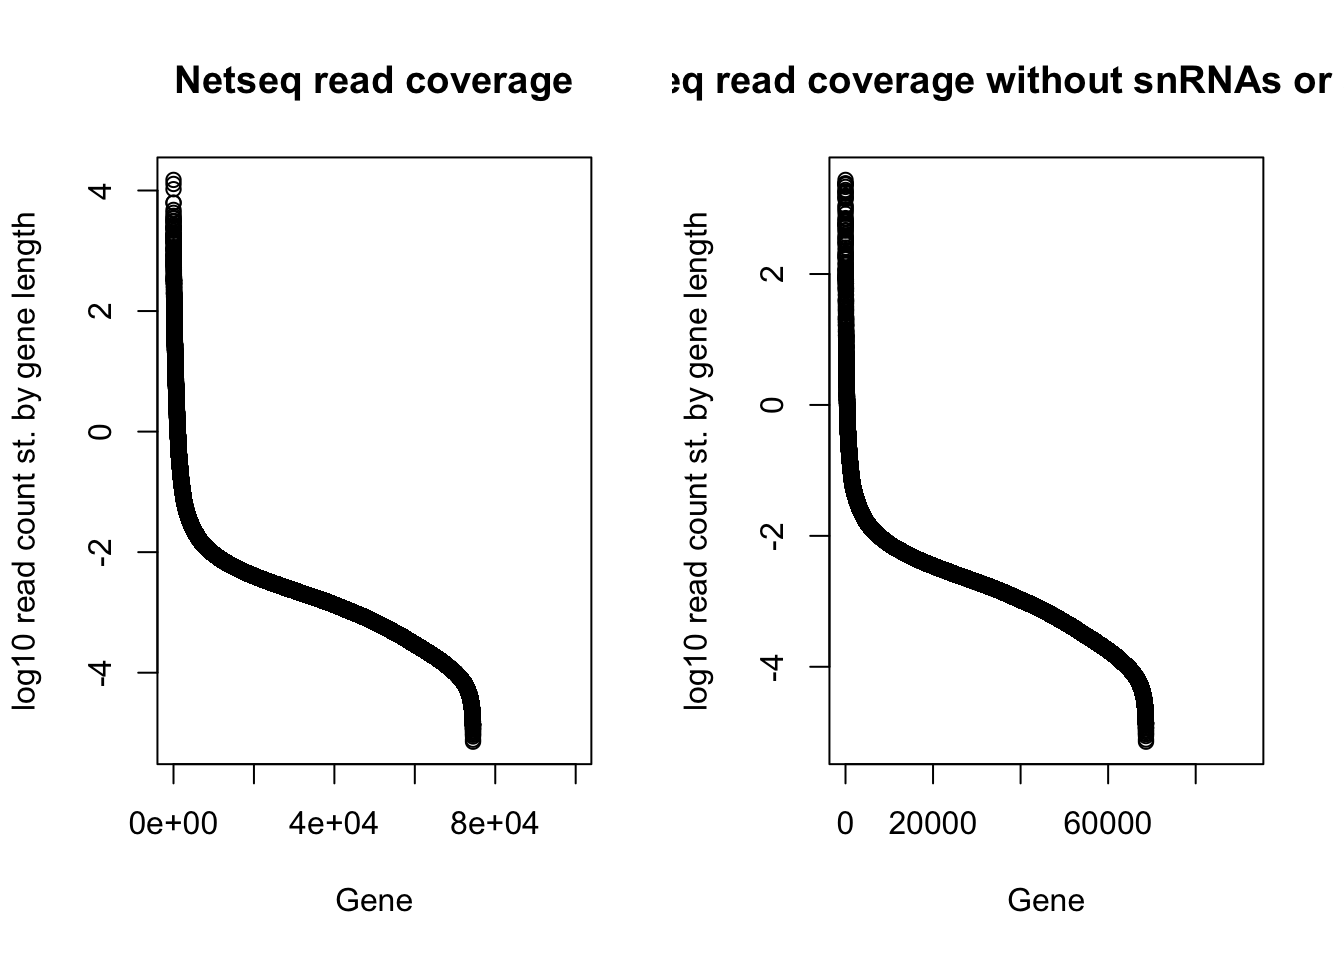 Netseq read coverage
log10 read count st. by gene length
4
2
0
-2
-4
0e+00 4e+04 8e+04
Gene
eq read coverage without snRNAs or
log10 read count st. by gene length
2
0
-2
-4
0 20000 60000
Gene